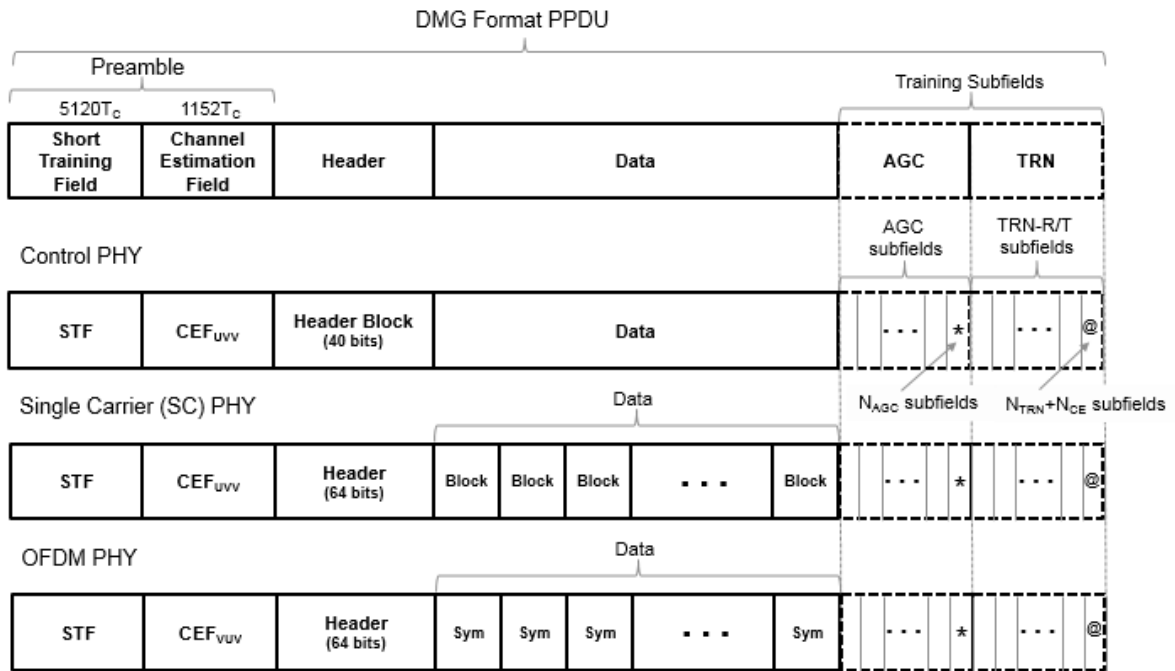 DMG Format PPDU
Preamble
Training Subfields
5120T_C 1152T_C
Short
Training
Field
Channel
Estimation
Field
Header
Data
AGC
TRN
AGC
subfields
TRN-R/T
subfields
Control PHY
STF
CEF_UVV
Header Block
(40 bits)
Data
. . . *
. . . @
N_AGC subfields
N_TRN+N_CE subfields
Single Carrier (SC) PHY
Data
STF
CEF_UVV
Header
(64 bits)
Block Block Block . . . Block
. . . *
. . . @
OFDM PHY
Data
STF
CEF_VUV
Header
(64 bits)
Sym Sym Sym . . . Sym
. . . *
. . . @